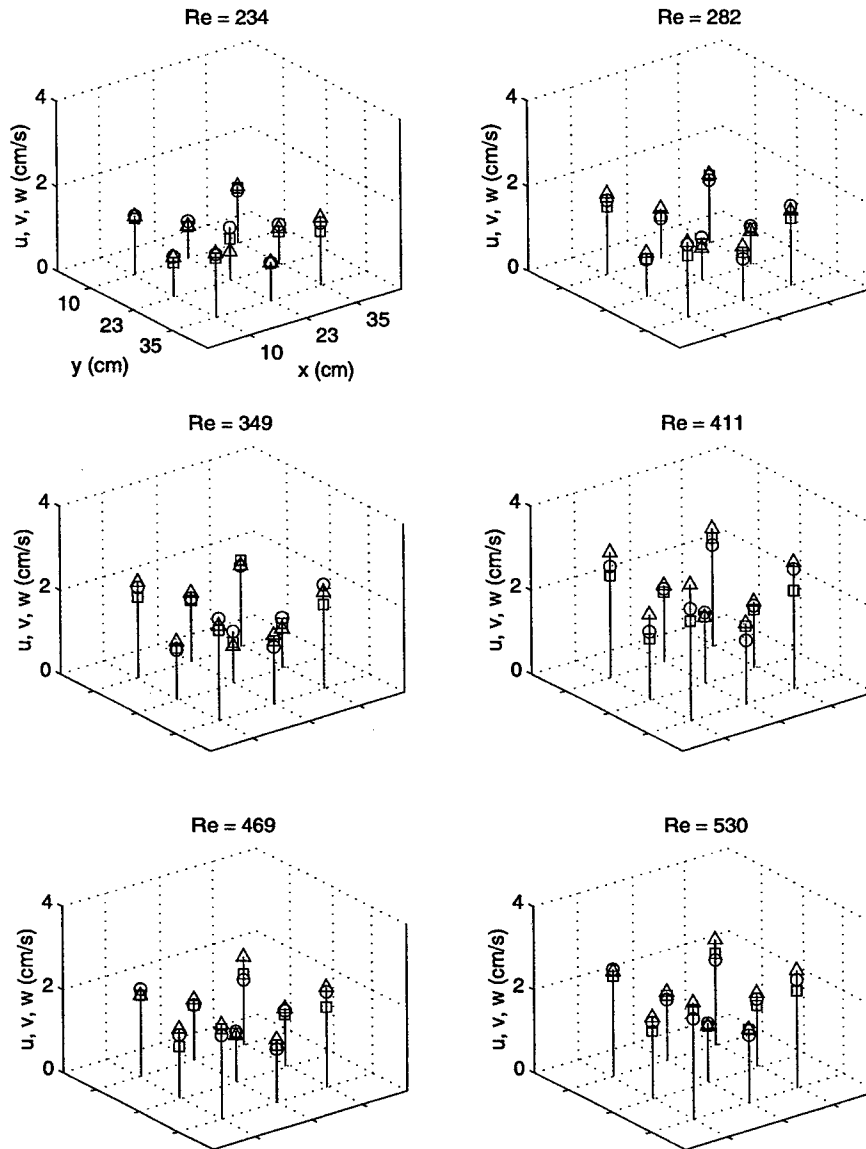 Re = 234
4
2
0
u, v, w (cm/s)
10
23
35
y (cm)
10
23
35
x (cm)
Re = 282
4
2
0
u, v, w (cm/s)
Re = 349
4
2
0
u, v, w (cm/s)
Re = 411
4
2
0
u, v, w (cm/s)
Re = 469
4
2
0
u, v, w (cm/s)
Re = 530
4
2
0
u, v, w (cm/s)